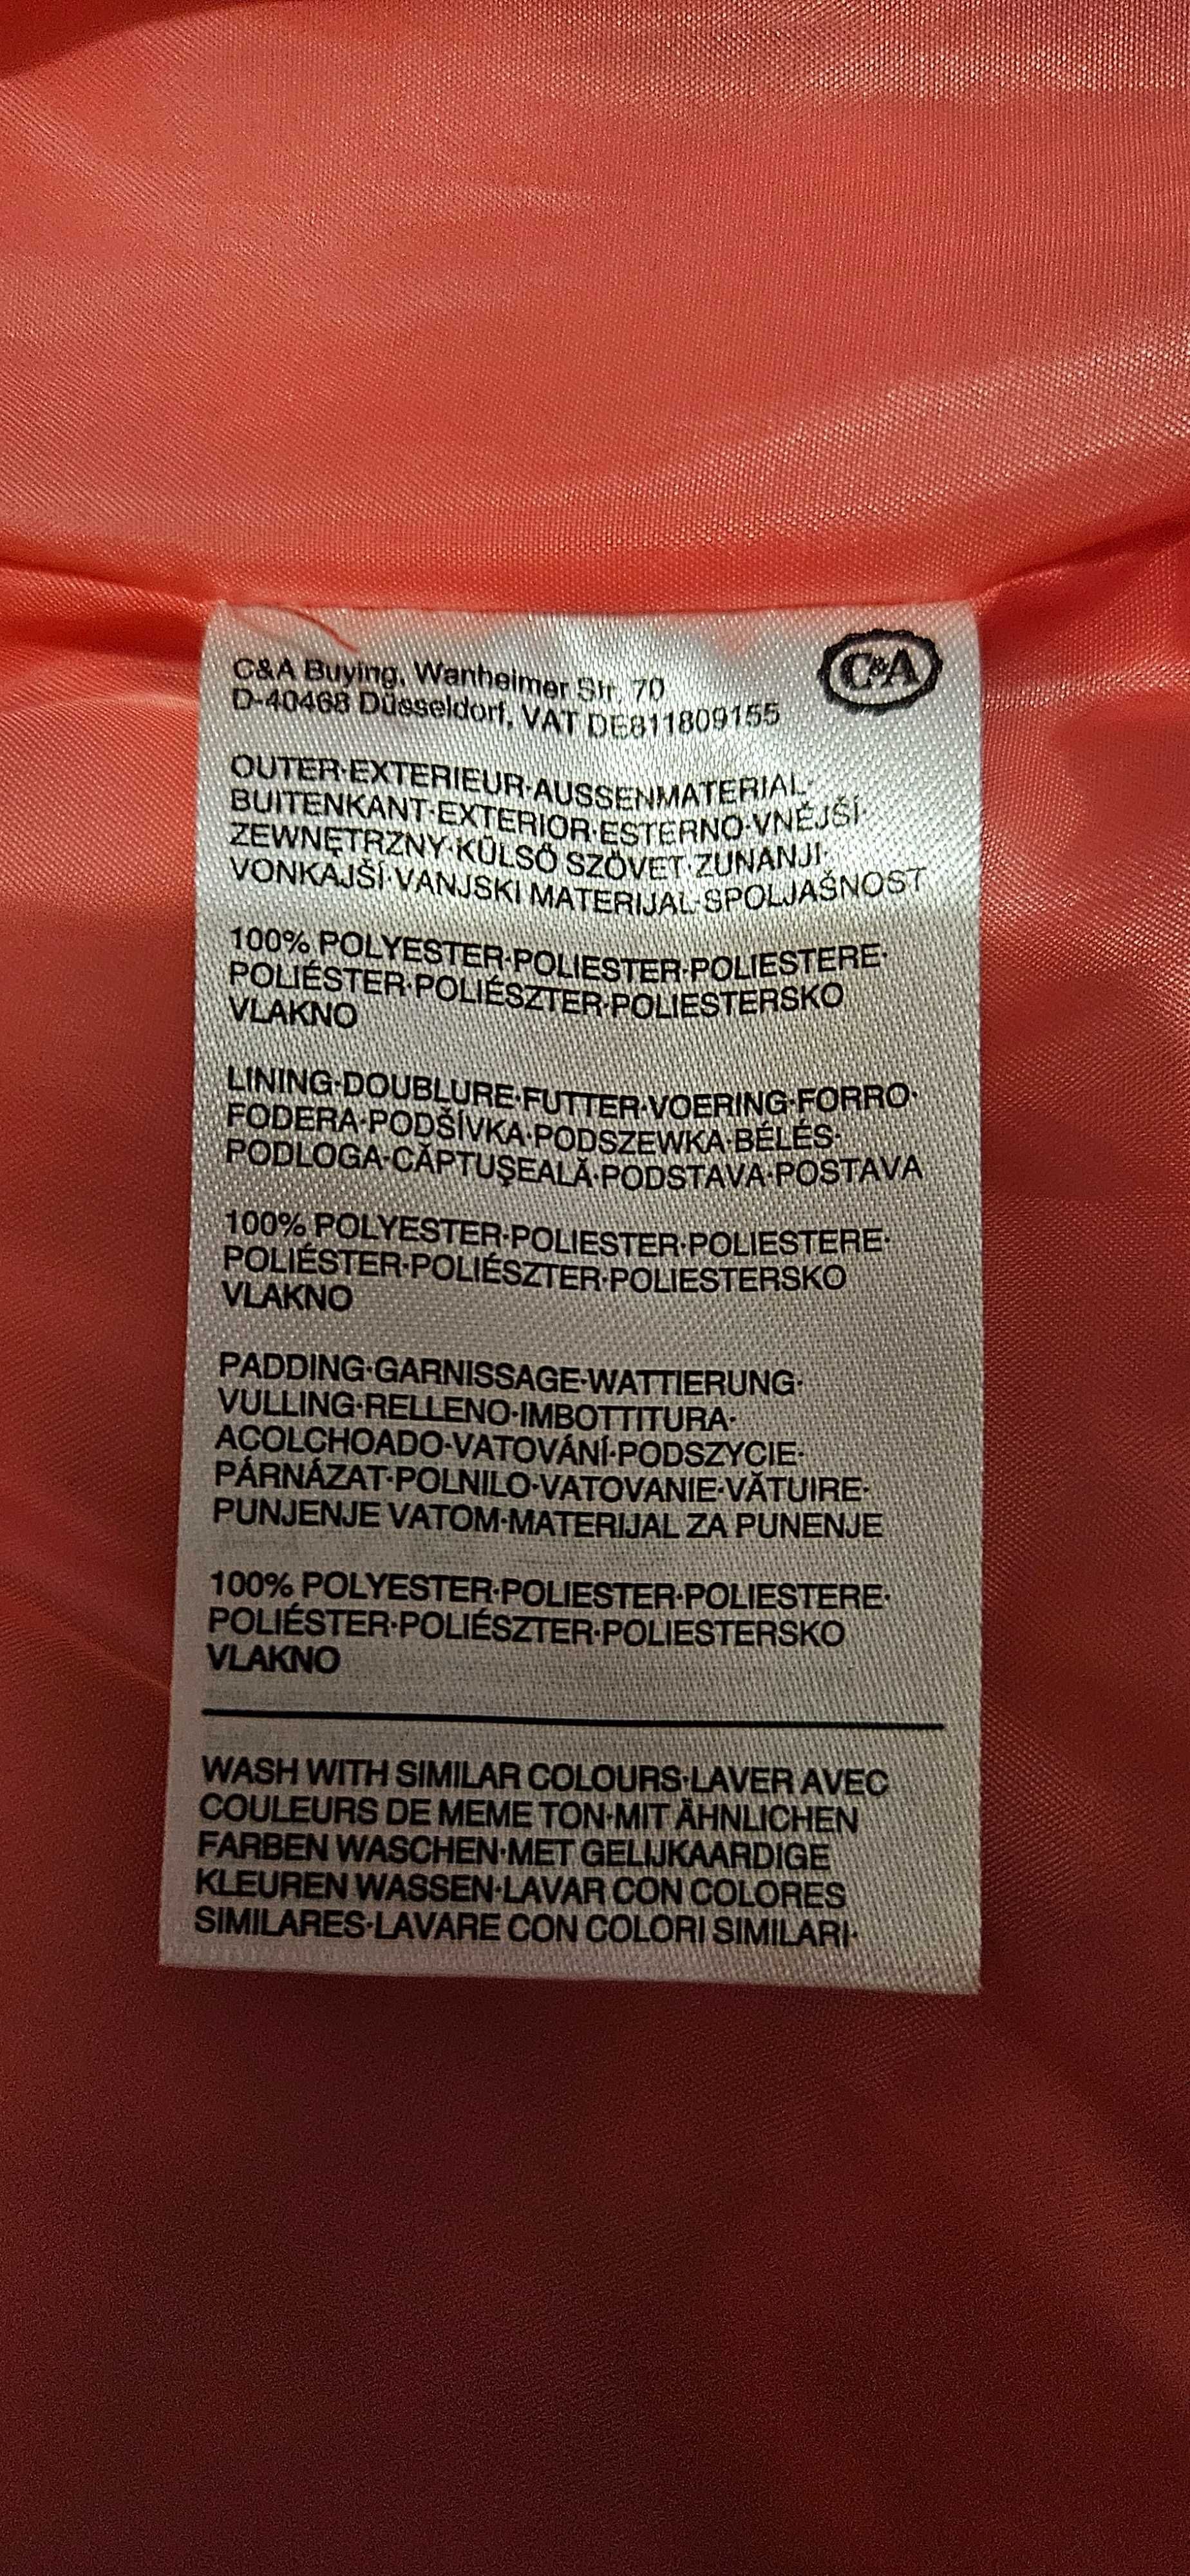 C&A Buying, Wanheimer Str. 70
D-40468 Düsseldorf, VAT DE811809155
C&A
OUTER·EXTERIEUR·AUSSENMATERIAL·
BUITENKANT·EXTERIOR·ESTERNO·VNĚJŠÍ·
ZEWNĘTRZNY·KÜLSŐ SZÖVET·ZUNANJI·
VONKAJŠÍ·VANJSKI MATERIJAL·SPOLJAŠNOST
100% POLYESTER·POLIESTER·POLIESTERE·
POLIÉSTER·POLIÉSZTER·POLIESTERSKO
VLAKNO
LINING·DOUBLURE·FUTTER·VOERING·FORRO·
FODERA·PODŠÍVKA·PODSZEWKA·BÉLÉS·
PODLOGA·CĂPTUŞEALĂ·PODSTAVA·POSTAVA
100% POLYESTER·POLIESTER·POLIESTERE·
POLIÉSTER·POLIÉSZTER·POLIESTERSKO
VLAKNO
PADDING·GARNISSAGE·WATTIERUNG·
VULLING·RELLENO·IMBOTTITURA·
ACOLCHOADO·VATOVÁNÍ·PODSZYCIE·
PÁRNÁZAT·POLNILO·VATOVANIE·VĂTUIRE·
PUNJENJE VATOM·MATERIJAL ZA PUNENJE
100% POLYESTER·POLIESTER·POLIESTERE·
POLIÉSTER·POLIÉSZTER·POLIESTERSKO
VLAKNO
WASH WITH SIMILAR COLOURS·LAVER AVEC
COULEURS DE MEME TON·MIT ÄHNLICHEN
FARBEN WASCHEN·MET GELIJKAARDIGE
KLEUREN WASSEN·LAVAR CON COLORES
SIMILARES·LAVARE CON COLORI SIMILARI·